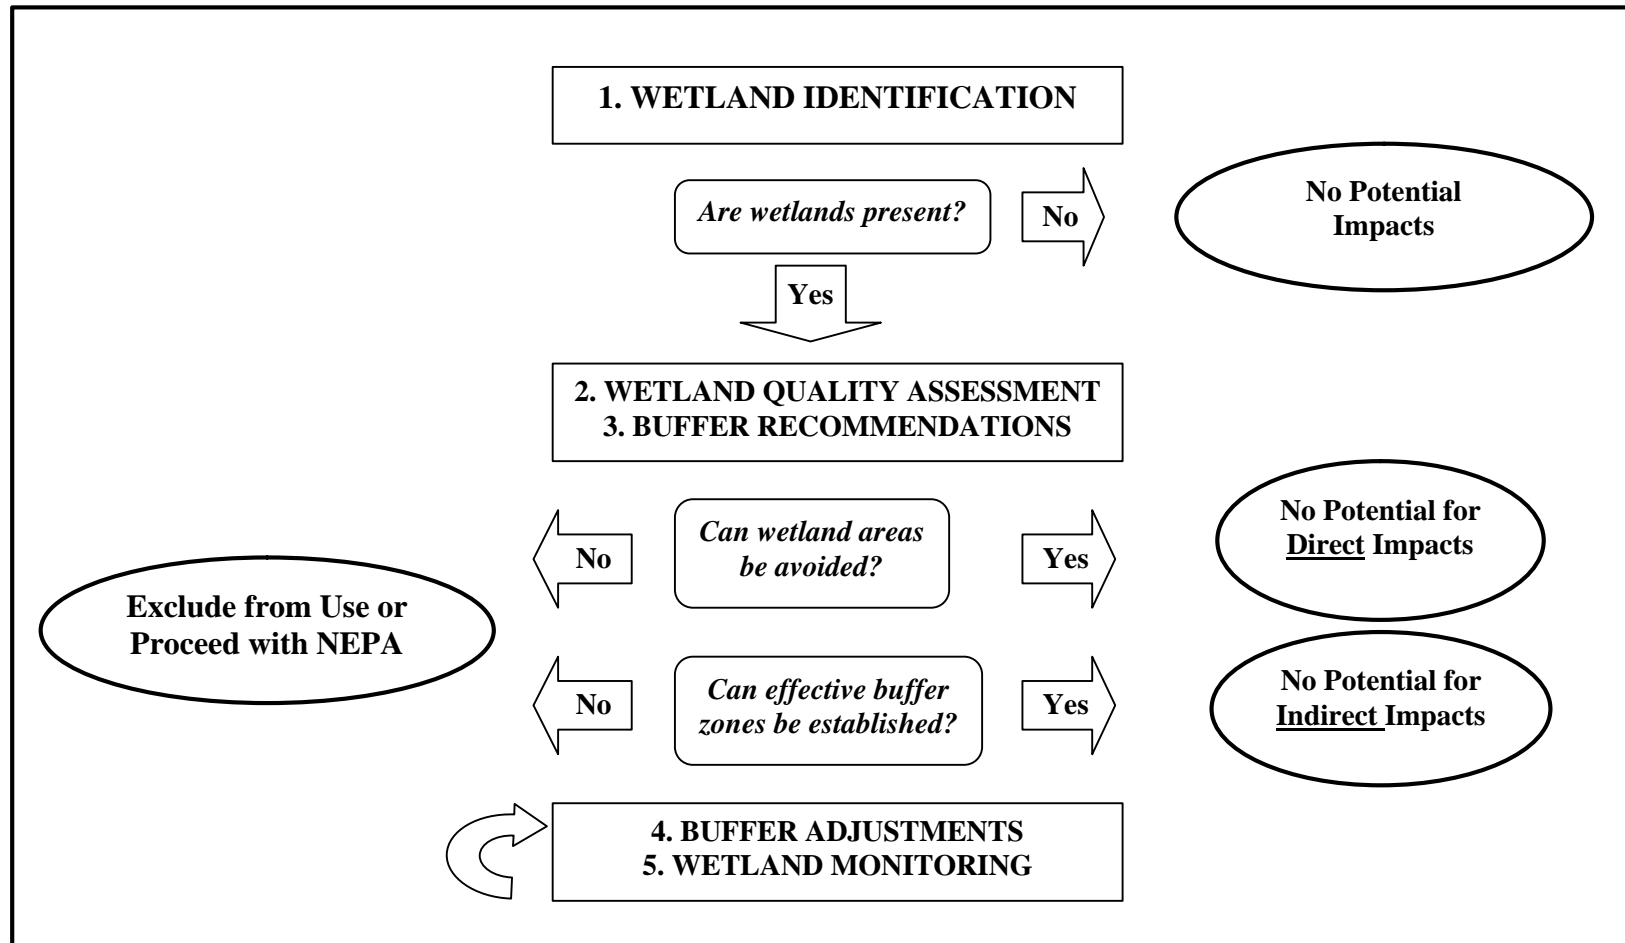 1. WETLAND IDENTIFICATION
Are wetlands present?
No
No Potential
Impacts
Yes
2. WETLAND QUALITY ASSESSMENT
3. BUFFER RECOMMENDATIONS
No
Can wetland areas
be avoided?
Yes
No Potential for
Direct Impacts
Exclude from Use or
Proceed with NEPA
No
Can effective buffer
zones be established?
Yes
No Potential for
Indirect Impacts
4. BUFFER ADJUSTMENTS
5. WETLAND MONITORING